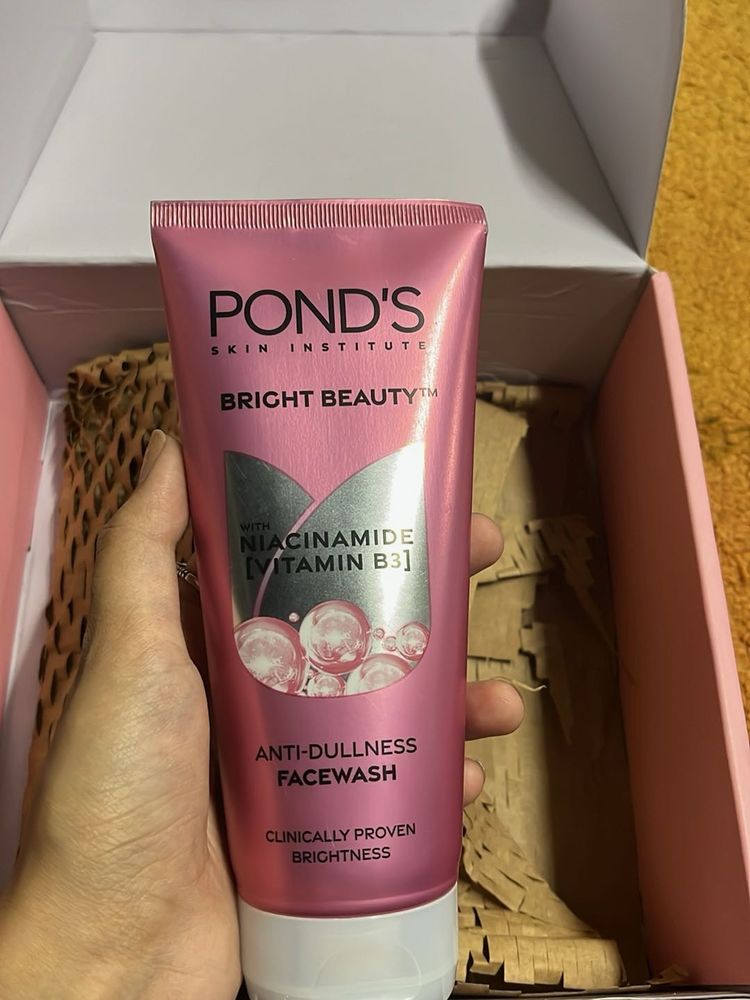 POND'S
SKIN INSTITUTE
BRIGHT BEAUTY™
WITH
NIACINAMIDE
[VITAMIN B3]
ANTI-DULLNESS
FACEWASH
CLINICALLY PROVEN
BRIGHTNESS